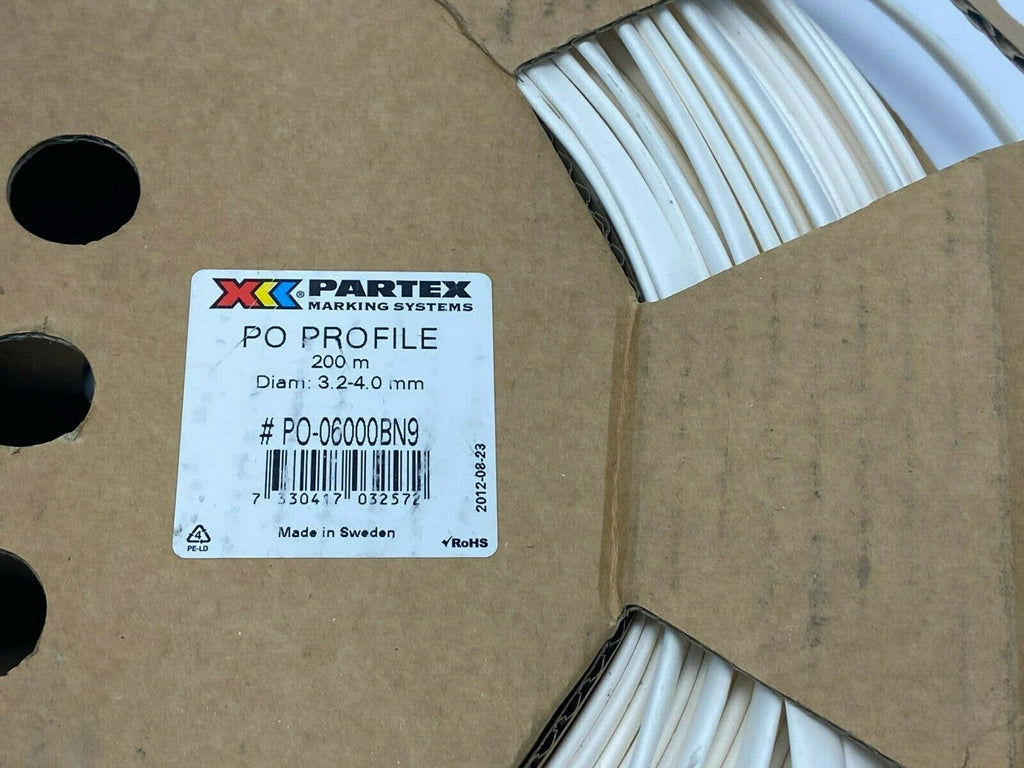 PARTEX
MARKING SYSTEMS
PO PROFILE
200 m
Diam: 3.2-4.0 mm
# PO-06000BN9
7 330417 032572
2012-08-23
Made in Sweden
4
PE-LD
RoHS